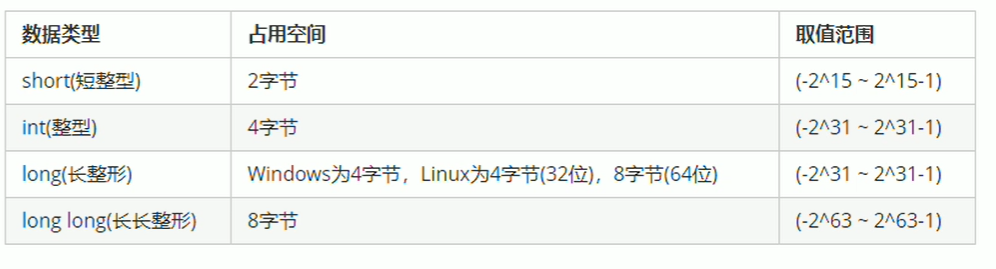 数据类型 占用空间 取值范围
short(短整型) 2字节 (-2^15 ~ 2^15-1)
int(整型) 4字节 (-2^31 ~ 2^31-1)
long(长整形) Windows为4字节，Linux为4字节(32位)，8字节(64位) (-2^31 ~ 2^31-1)
long long(长长整形) 8字节 (-2^63 ~ 2^63-1)